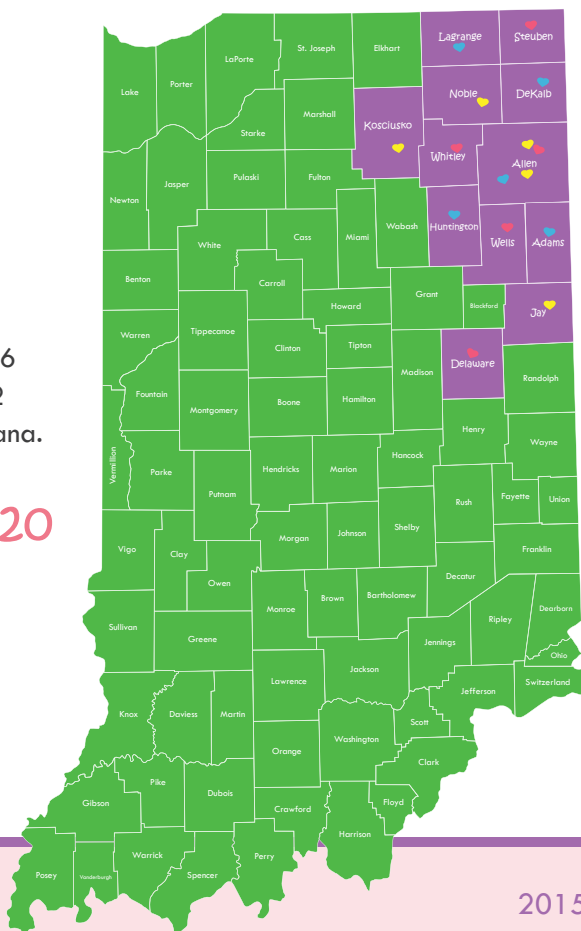 Lagrange
Steuben
St. Joseph
Elkhart
LaPorte
Porter
Lake
Noble
DeKalb
Marshall
Kosciusko
Starke
Whitley
Allen
Pulaski
Fulton
Jasper
Newton
Huntington
Wabash
Miami
Cass
White
Wells
Adams
Benton
Carroll
Grant
Blackford
Howard
Jay
Warren
Tippecanoe
Clinton
Tipton
6
Delaware
Madison
Randolph
Fountain
2
Boone
Hamilton
Montgomery
ana.
Henry
Wayne
Hancock
Vermillion
Parke
Hendricks
Marion
Putnam
Fayette
Union
Rush
20
Shelby
Morgan
Johnson
Vigo
Clay
Franklin
Owen
Decatur
Brown
Bartholomew
Monroe
Dearborn
Ripley
Sullivan
Greene
Jennings
Ohio
Jackson
Lawrence
Switzerland
Jefferson
Knox
Daviess
Martin
Scott
Washington
Orange
Clark
Pike
Dubois
Gibson
Floyd
Crawford
Harrison
Warrick
Perry
Posey
Vanderburgh
Spencer
2015